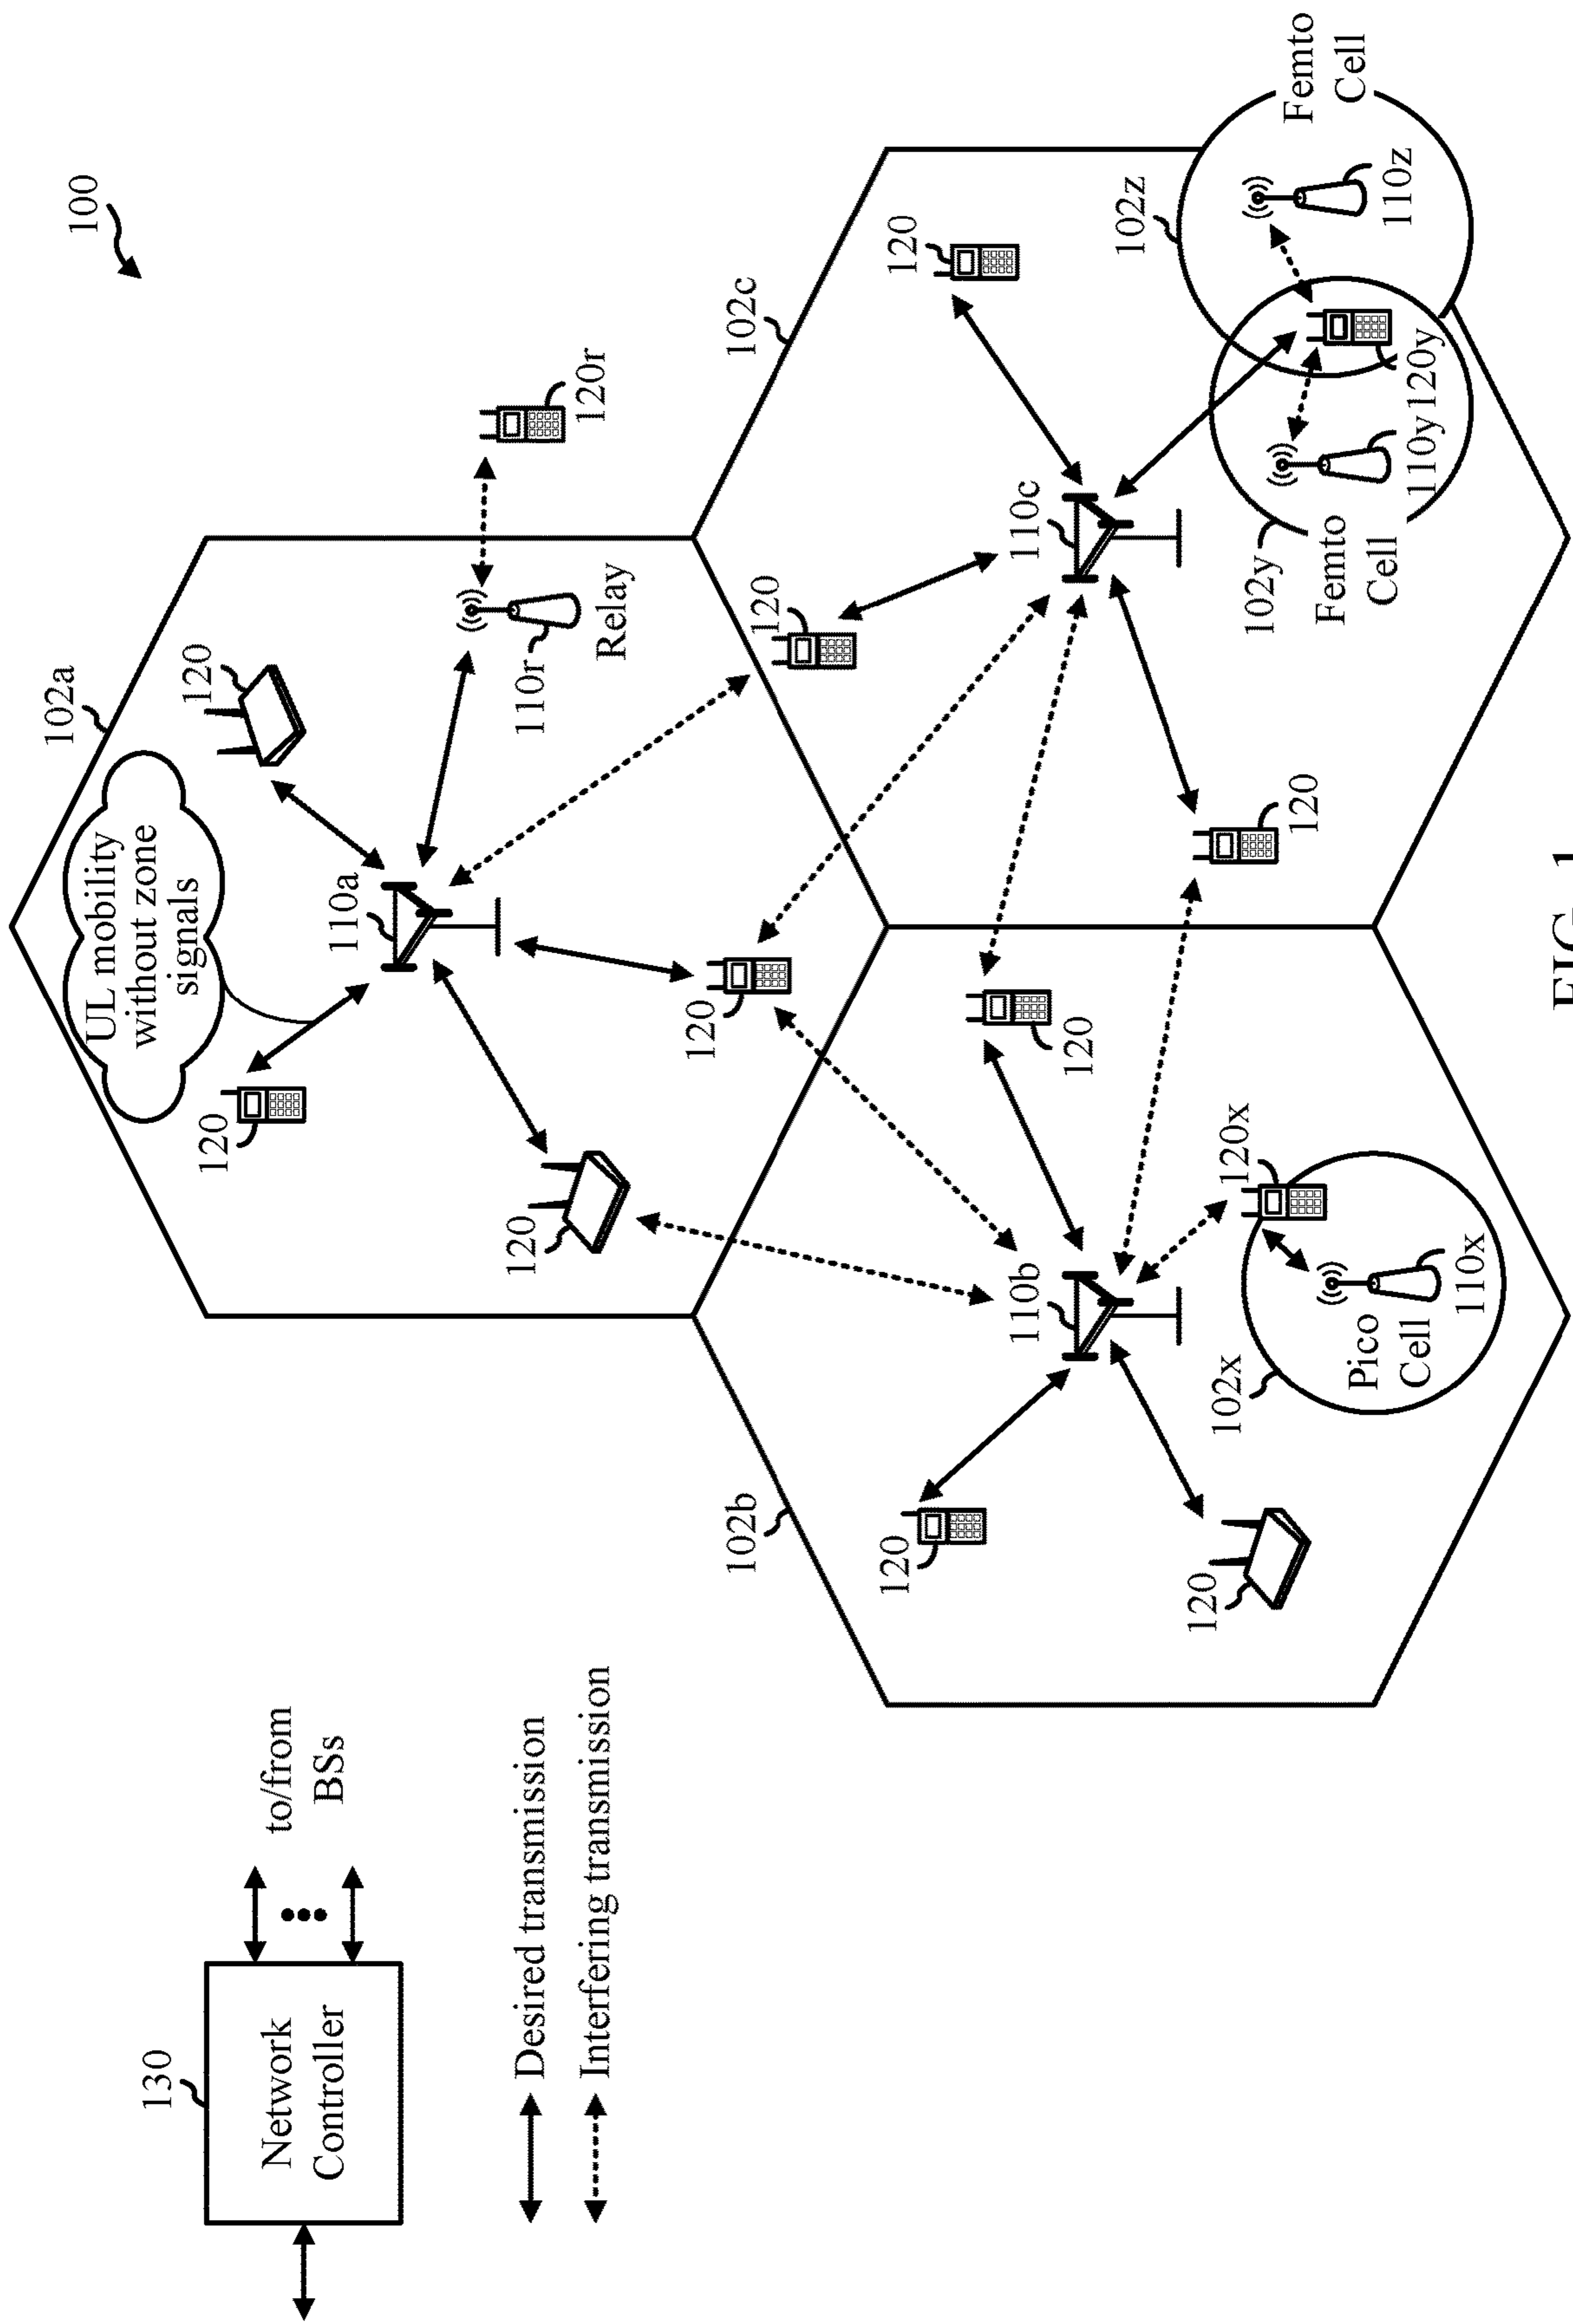 100
130
Network
Controller
to/from
BSs
Desired transmission
Interfering transmission
102a
UL mobility
without zone
signals
120
120
110a
120
110r
Relay
120r
120
120
102b
102c
120
110b
120
120
120x
102x
Pico
Cell
110x
110c
120
120
102y
Femto
Cell
110y
120y
102z
110z
Femto
Cell
FIG. 1